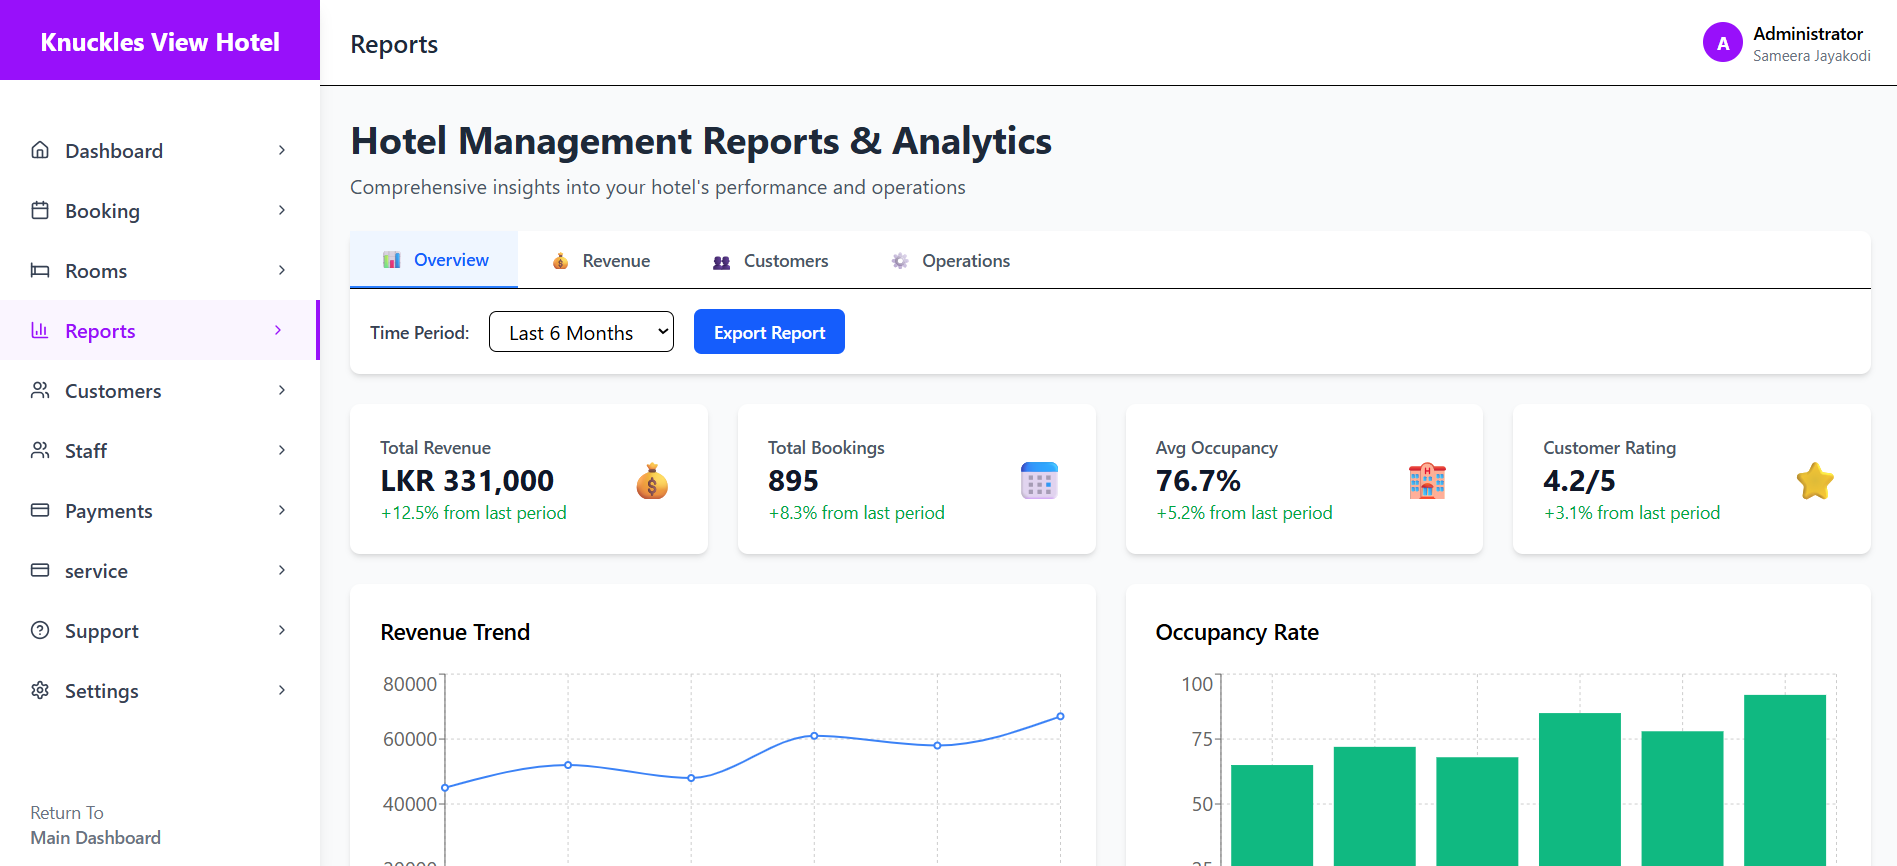 Knuckles View Hotel
Reports
A
Administrator
Sameera Jayakodi
Dashboard
Booking
Rooms
Reports
Customers
Staff
Payments
service
Support
Settings
Return To
Main Dashboard
Hotel Management Reports & Analytics
Comprehensive insights into your hotel's performance and operations
Overview
Revenue
Customers
Operations
Time Period:
Last 6 Months
Export Report
Total Revenue
LKR 331,000
+12.5% from last period
Total Bookings
895
+8.3% from last period
Avg Occupancy
76.7%
+5.2% from last period
Customer Rating
4.2/5
+3.1% from last period
Revenue Trend
80000
60000
40000
Occupancy Rate
100
75
50